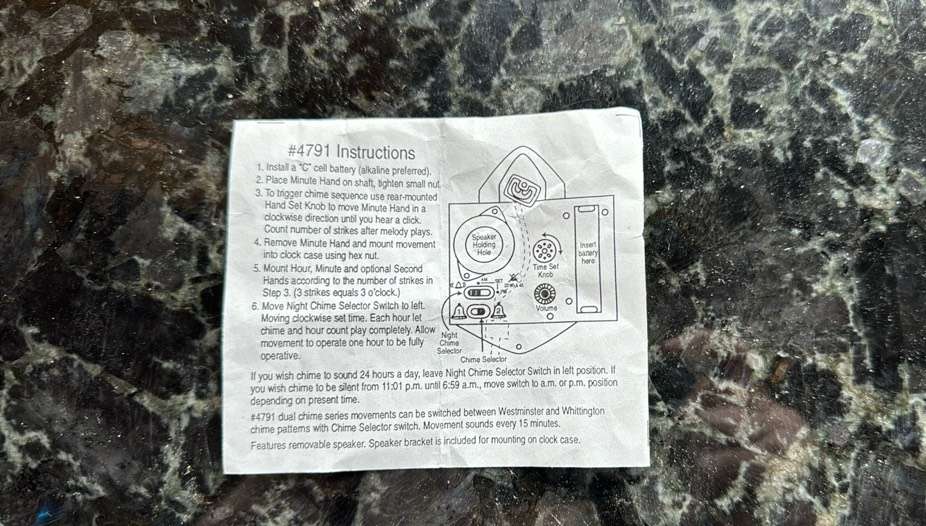 #4791 Instructions
1. Install a "C" cell battery (alkaline preferred).
2. Place Minute Hand on shaft, tighten small nut.
3. To trigger chime sequence use rear-mounted
Hand Set Knob to move Minute Hand in a
clockwise direction until you hear a click.
Count number of strikes after melody plays.
4. Remove Minute Hand and mount movement
into clock case using hex nut.
5. Mount Hour, Minute and optional Second
Hands according to the number of strikes in
Step 3. (3 strikes equals 3 o'clock.)
6. Move Night Chime Selector Switch to left.
Moving clockwise set time. Each hour let
chime and hour count play completely. Allow
movement to operate one hour to be fully
operative.
Speaker
Holding
Hole
Time Set
Knob
Insert
battery
here
Volume
1
2
Night
Chime
Selector
Chime Selector
If you wish chime to sound 24 hours a day, leave Night Chime Selector Switch in left position. If
you wish chime to be silent from 11:01 p.m. until 6:59 a.m., move switch to a.m. or p.m. position
depending on present time.
#4791 dual chime series movements can be switched between Westminster and Whittington
chime patterns with Chime Selector switch. Movement sounds every 15 minutes.
Features removable speaker. Speaker bracket is included for mounting on clock case.